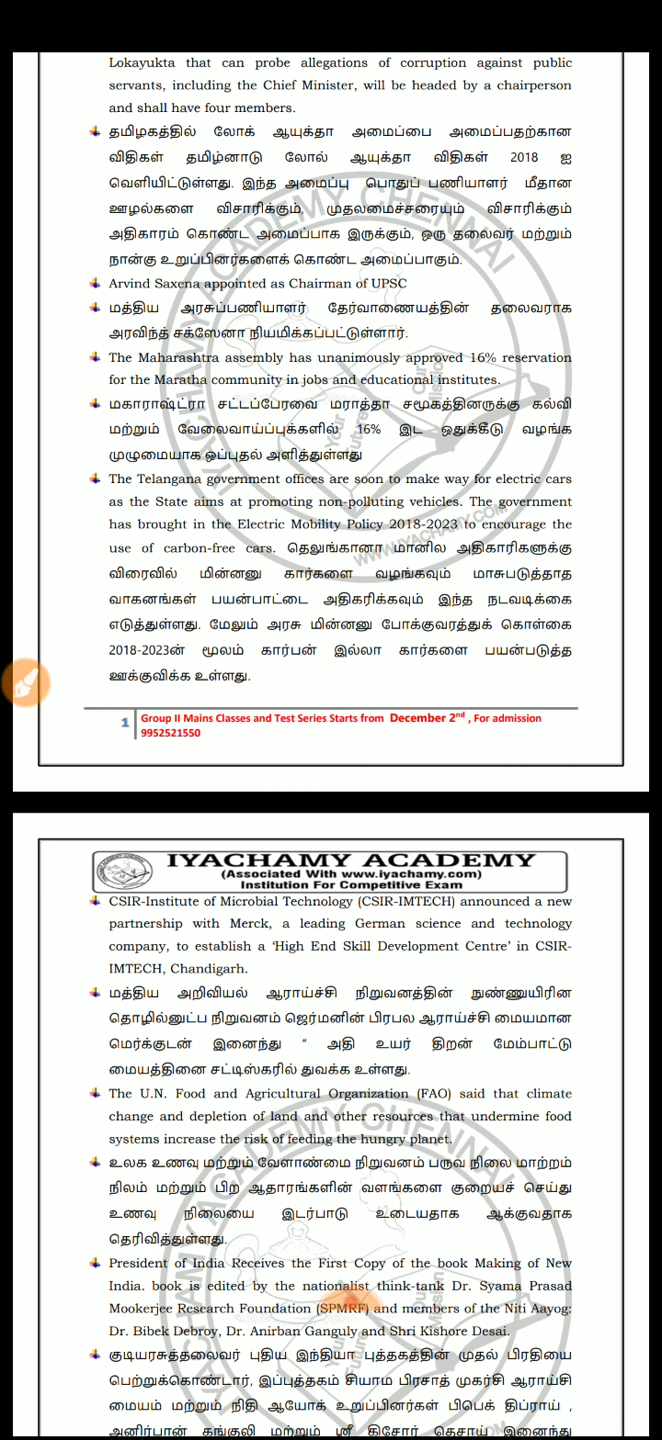 Lokayukta that can probe allegations of corruption against public
servants, including the Chief Minister, will be headed by a chairperson
and shall have four members.
தமிழகத்தில் லோக் ஆயுக்தா அமைப்பை அமைப்பதற்கான
விதிகள் தமிழ்னாடு லோல் ஆயுக்தா விதிகள் 2018 ஐ
வெளியிட்டுள்ளது. இந்த அமைப்பு பொதுப் பணியாளர் மீதான
ஊழல்களை விசாரிக்கும், முதலமைச்சரையும் விசாரிக்கும்
அதிகாரம் கொண்ட அமைப்பாக இருக்கும், ஒரு தலைவர் மற்றும்
நான்கு உறுப்பினர்களைக் கொண்ட அமைப்பாகும்.
Arvind Saxena appointed as Chairman of UPSC
மத்திய அரசுப்பணியாளர் தேர்வாணையத்தின் தலைவராக
அரவிந்த் சக்ஸேனா நியமிக்கப்பட்டுள்ளார்.
The Maharashtra assembly has unanimously approved 16% reservation
for the Maratha community in jobs and educational institutes.
மகாராஷ்ட்ரா சட்டப்பேரவை மராத்தா சமூகத்தினருக்கு கல்வி
மற்றும் வேலைவாய்ப்புக்களில் 16% இட ஒதுக்கீடு வழங்க
முழுமையாக ஒப்புதல் அளித்துள்ளது
The Telangana government offices are soon to make way for electric cars
as the State aims at promoting non-polluting vehicles. The government
has brought in the Electric Mobility Policy 2018-2023 to encourage the
use of carbon-free cars. தெலுங்கானா மானில அதிகாரிகளுக்கு
விரைவில் மின்னனு கார்களை வழங்கவும் மாசுபடுத்தாத
வாகனங்கள் பயன்பாட்டை அதிகரிக்கவும் இந்த நடவடிக்கை
எடுத்துள்ளது. மேலும் அரசு மின்னனு போக்குவரத்துக் கொள்கை
2018-2023ன் மூலம் கார்பன் இல்லா கார்களை பயன்படுத்த
ஊக்குவிக்க உள்ளது.
1 Group II Mains Classes and Test Series Starts from December 2nd , For admission
9952521550
IYACHAMY ACADEMY
(Associated With www.iyachamy.com)
Institution For Competitive Exam
CSIR-Institute of Microbial Technology (CSIR-IMTECH) announced a new
partnership with Merck, a leading German science and technology
company, to establish a ‘High End Skill Development Centre’ in CSIR-
IMTECH, Chandigarh.
மத்திய அறிவியல் ஆராய்ச்சி நிறுவனத்தின் நுண்ணுயிரின
தொழில்னுட்ப நிறுவனம் ஜெர்மனின் பிரபல ஆராய்ச்சி மையமான
மெர்க்குடன் இனைந்து “ அதி உயர் திறன் மேம்பாட்டு
மையத்தினை சட்டிஸ்கரில் துவக்க உள்ளது.
The U.N. Food and Agricultural Organization (FAO) said that climate
change and depletion of land and other resources that undermine food
systems increase the risk of feeding the hungry planet.
உலக உணவு மற்றும் வேளாண்மை நிறுவனம் பருவ நிலை மாற்றம்
நிலம் மற்றும் பிற ஆதாரங்களின் வளங்களை குறையச் செய்து
உணவு நிலையை இடர்பாடு உடையதாக ஆக்குவதாக
தெரிவித்துள்ளது.
President of India Receives the First Copy of the book Making of New
India. book is edited by the nationalist think-tank Dr. Syama Prasad
Mookerjee Research Foundation (SPMRF) and members of the Niti Aayog:
Dr. Bibek Debroy, Dr. Anirban Ganguly and Shri Kishore Desai.
குடியரசுத்தலைவர் புதிய இந்தியா புத்தகத்தின் முதல் பிரதியை
பெற்றுக்கொண்டார், இப்புத்தகம் சியாம பிரசாத் முகர்சி ஆராய்சி
மையம் மற்றும் நிதி ஆயோக் உறுப்பினர்கள் பிபெக் திப்ராய் ,
அனிர்பான் கங்குலி மற்றும் ஸ்ரீ கிசோர் தெசாய் இனைந்து